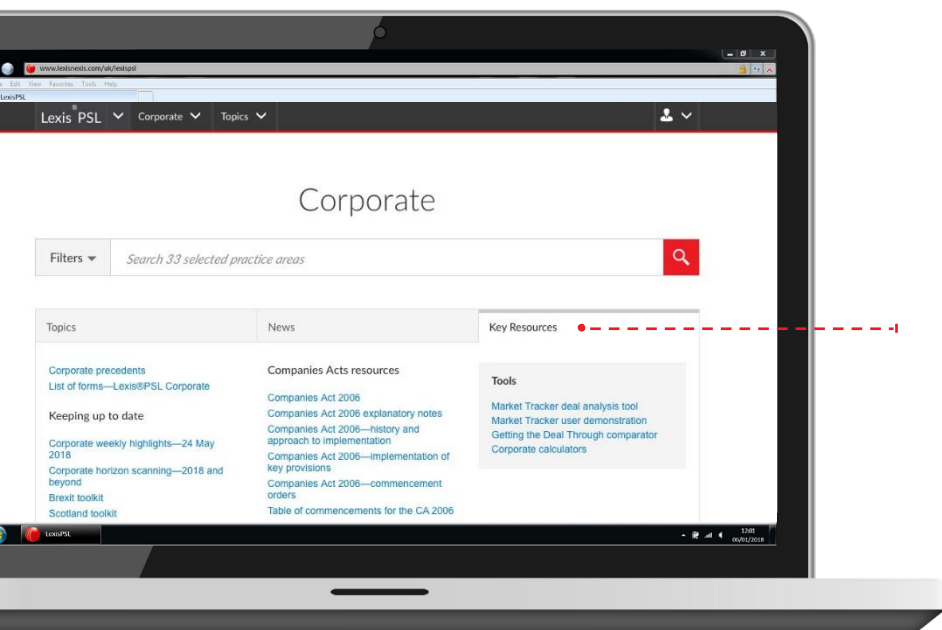 www.lexisnexis.com/uk/lexispsl
Edit View Favorites Tools Help
LexisPSL
Lexis®PSL Corporate Topics
Corporate
Filters Search 33 selected practice areas
Topics News Key Resources
Corporate precedents
List of forms—Lexis®PSL Corporate
Keeping up to date
Corporate weekly highlights—24 May
2018
Corporate horizon scanning—2018 and
beyond
Brexit toolkit
Scotland toolkit
Companies Acts resources
Companies Act 2006
Companies Act 2006 explanatory notes
Companies Act 2006—history and
approach to implementation
Companies Act 2006—implementation of
key provisions
Companies Act 2006—commencement
orders
Table of commencements for the CA 2006
Tools
Market Tracker deal analysis tool
Market Tracker user demonstration
Getting the Deal Through comparator
Corporate calculators
LexisPSL
12:01
06/01/2018